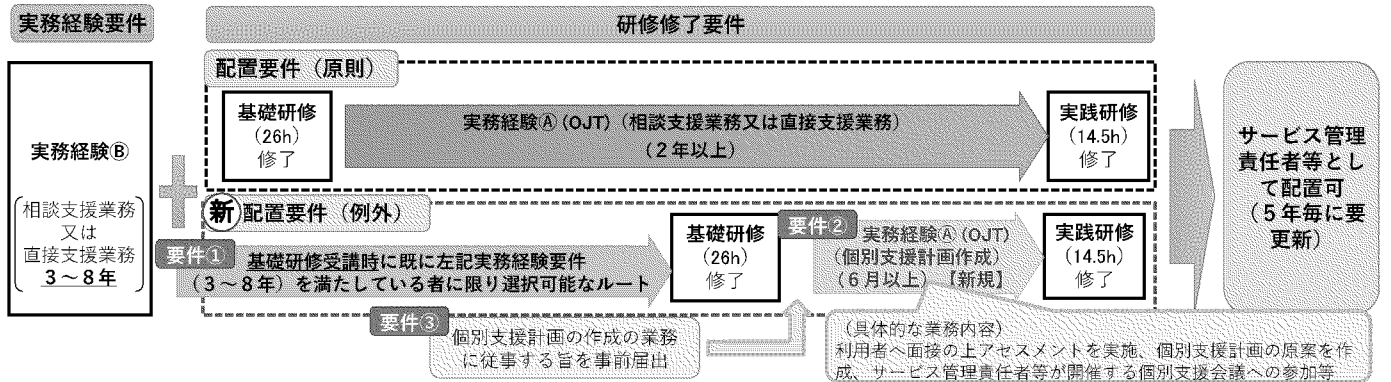 実務経験要件
研修修了要件
実務経験Ⓑ
相談支援業務
又は
直接支援業務
3～8年
配置要件（原則）
基礎研修
(26h)
修了
実務経験Ⓐ (OJT)（相談支援業務又は直接支援業務）
（２年以上）
実践研修
(14.5h)
修了
新 配置要件（例外）
要件①
基礎研修受講時に既に左記実務経験要件
（３～８年）を満たしている者に限り選択可能なルート
基礎研修
(26h)
修了
要件②
実務経験Ⓐ (OJT)
（個別支援計画作成）
（６月以上）【新規】
実践研修
(14.5h)
修了
要件③
個別支援計画の作成の業務
に従事する旨を事前届出
（具体的な業務内容）
利用者へ面接の上アセスメントを実施、個別支援計画の原案を作
成、サービス管理責任者等が開催する個別支援会議への参加等
サービス管理
責任者等とし
て配置可
（５年毎に要
更新）